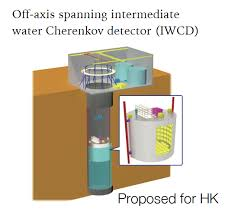 Off-axis spanning intermediate
water Cherenkov detector (IWCD)
Proposed for HK